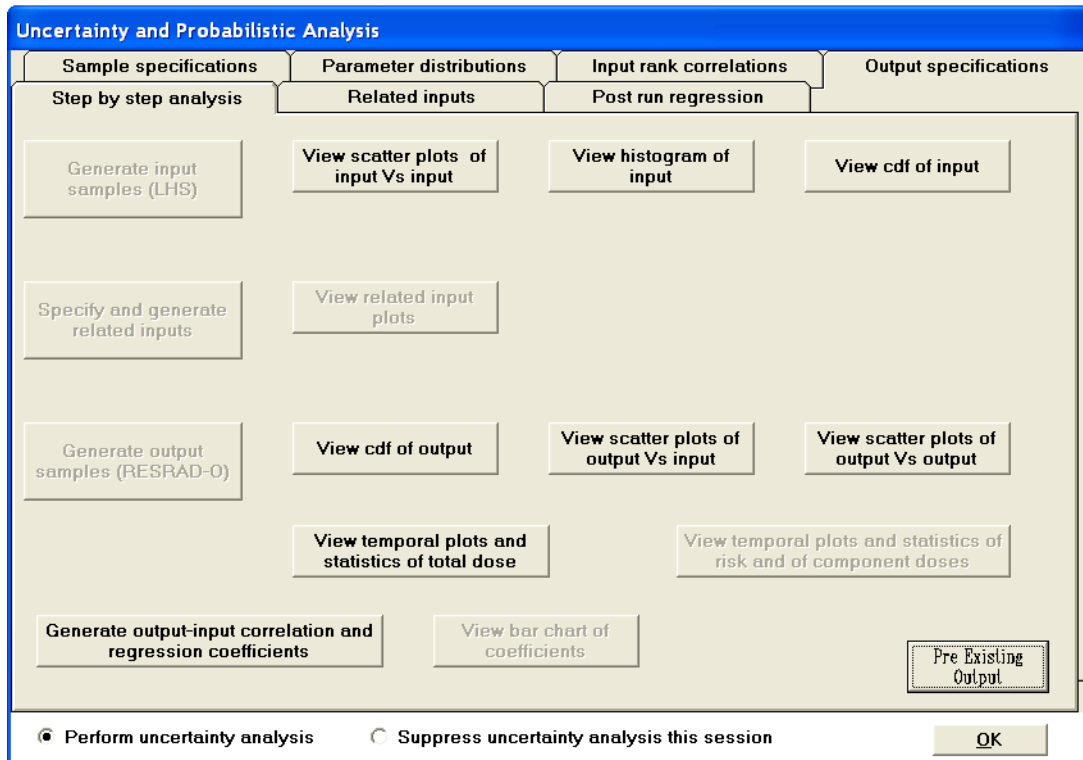 Uncertainty and Probabilistic Analysis
Sample specifications
Parameter distributions
Input rank correlations
Output specifications
Step by step analysis
Related inputs
Post run regression
Generate input
samples (LHS)
View scatter plots of
input Vs input
View histogram of
input
View cdf of input
Specify and generate
related inputs
View related input
plots
Generate output
samples (RESRAD-O)
View cdf of output
View scatter plots of
output Vs input
View scatter plots of
output Vs output
View temporal plots and
statistics of total dose
View temporal plots and statistics of
risk and of component doses
Generate output-input correlation and
regression coefficients
View bar chart of
coefficients
Pre Existing
Output
Perform uncertainty analysis
Suppress uncertainty analysis this session
OK